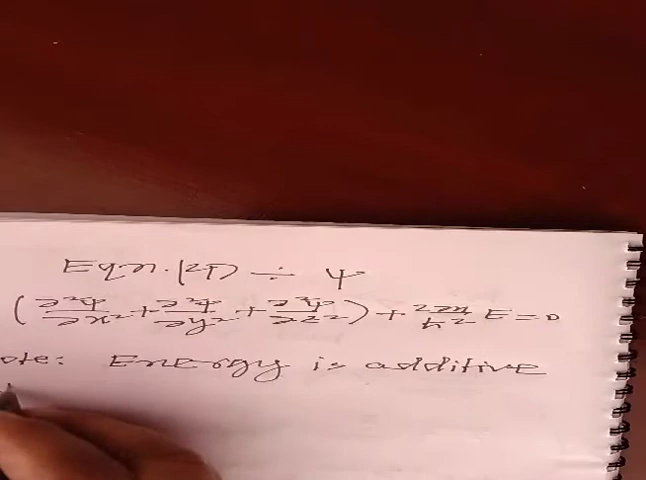 Eqn. (27) ÷ ψ
(∂²ψ/∂x² + ∂²ψ/∂y² + ∂²ψ/∂z²) + 2m/ħ² E = 0
ote: Energy is additive